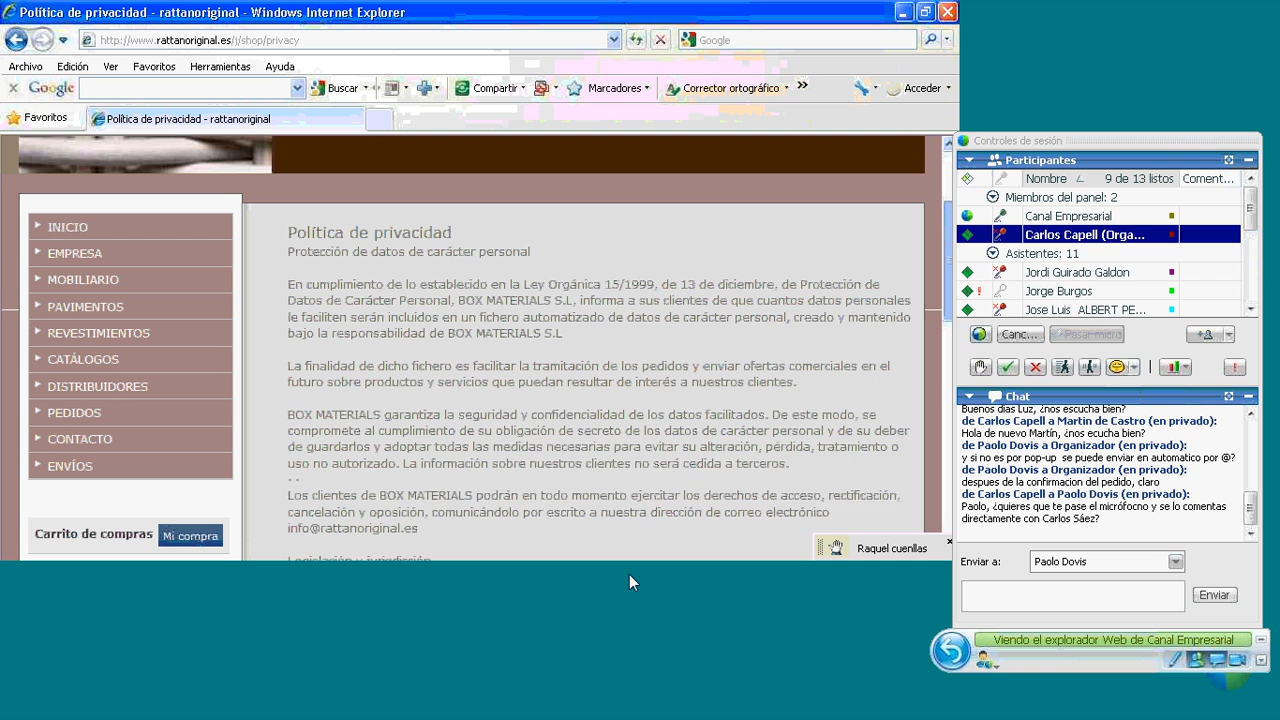 Política de privacidad - rattanoriginal - Windows Internet Explorer
http://www.rattanoriginal.es/j/shop/privacy
Google
Archivo Edición Ver Favoritos Herramientas Ayuda
x Google Buscar Compartir Marcadores Corrector ortográfico Acceder
Favoritos Política de privacidad - rattanoriginal
INICIO
EMPRESA
MOBILIARIO
PAVIMENTOS
REVESTIMIENTOS
CATÁLOGOS
DISTRIBUIDORES
PEDIDOS
CONTACTO
ENVÍOS
Carrito de compras Mi compra
Política de privacidad
Protección de datos de carácter personal
En cumplimiento de lo establecido en la Ley Orgánica 15/1999, de 13 de diciembre, de Protección de
Datos de Carácter Personal, BOX MATERIALS S.L, informa a sus clientes de que cuantos datos personales
le faciliten serán incluidos en un fichero automatizado de datos de carácter personal, creado y mantenido
bajo la responsabilidad de BOX MATERIALS S.L
La finalidad de dicho fichero es facilitar la tramitación de los pedidos y enviar ofertas comerciales en el
futuro sobre productos y servicios que puedan resultar de interés a nuestros clientes.
BOX MATERIALS garantiza la seguridad y confidencialidad de los datos facilitados. De este modo, se
compromete al cumplimiento de su obligación de secreto de los datos de carácter personal y de su deber
de guardarlos y adoptar todas las medidas necesarias para evitar su alteración, pérdida, tratamiento o
uso no autorizado. La información sobre nuestros clientes no será cedida a terceros.
- -
Los clientes de BOX MATERIALS podrán en todo momento ejercitar los derechos de acceso, rectificación,
cancelación y oposición, comunicándolo por escrito a nuestra dirección de correo electrónico
info@rattanoriginal.es
Legislación y jurisdicción
Raquel cuenllas
Controles de sesión
Participantes
Nombre 9 de 13 listos Coment...
Miembros del panel: 2
Canal Empresarial
Carlos Capell (Orga...
Asistentes: 11
Jordi Guirado Galdon
Jorge Burgos
Jose Luis ALBERT PE...
Canc... Pasar micro
Chat
Buenos días Luz, ¿nos escucha bien?
de Carlos Capell a Martin de Castro (en privado):
Hola de nuevo Martín, ¿nos ecucha bien?
de Paolo Dovis a Organizador (en privado):
y si no es por pop-up se puede enviar en automatico por @?
de Paolo Dovis a Organizador (en privado):
despues de la confirmacion del pedido, claro
de Carlos Capell a Paolo Dovis (en privado):
Paolo, ¿quieres que te pase el micrófocno y se lo comentas
directamente con Carlos Sáez?
Enviar a: Paolo Dovis
Enviar
Viendo el explorador Web de Canal Empresarial